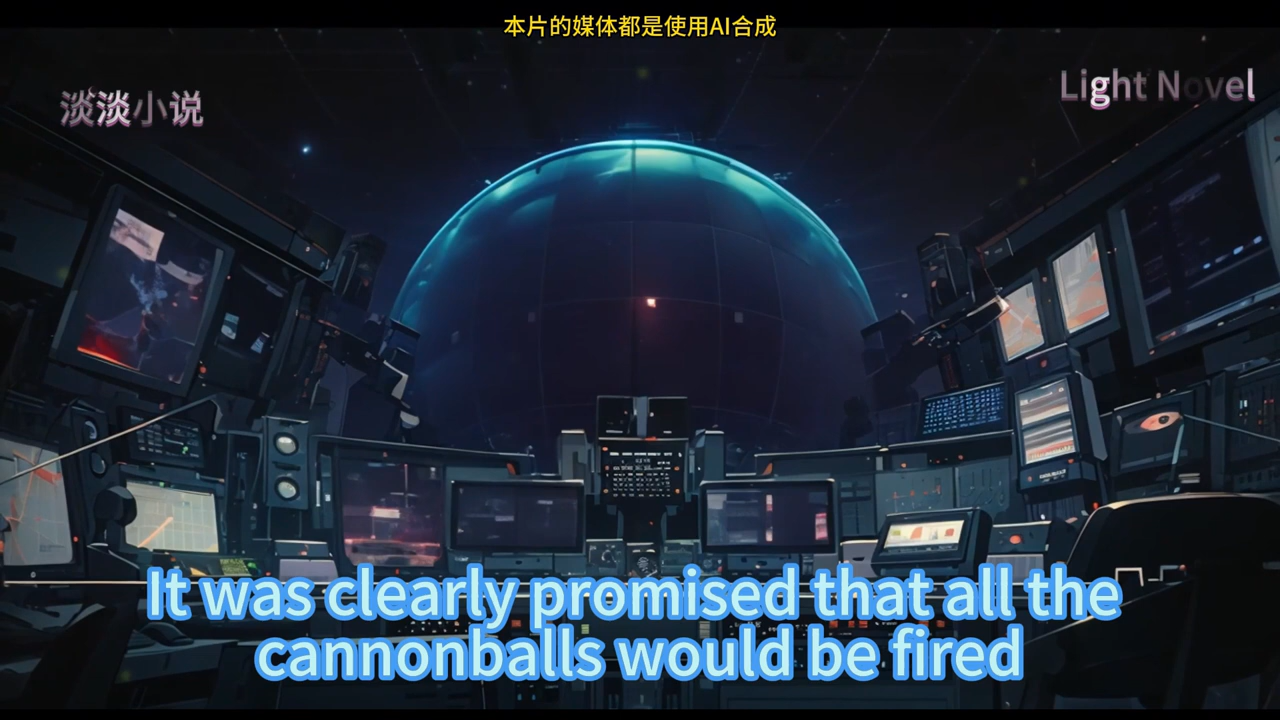 本片的媒体都是使用AI合成
淡淡小说
Light Novel
It was clearly promised that all the
cannonballs would be fired